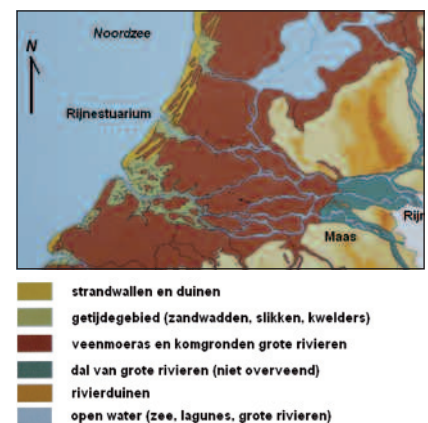 Noordzee
N
Rijnestuarium
Maas
strandwallen en duinen
getijdegebied (zandwadden, slikken, kwelders)
veenmoeras en komgronden grote rivieren
dal van grote rivieren (niet overveend)
rivierduinen
open water (zee, lagunes, grote rivieren)